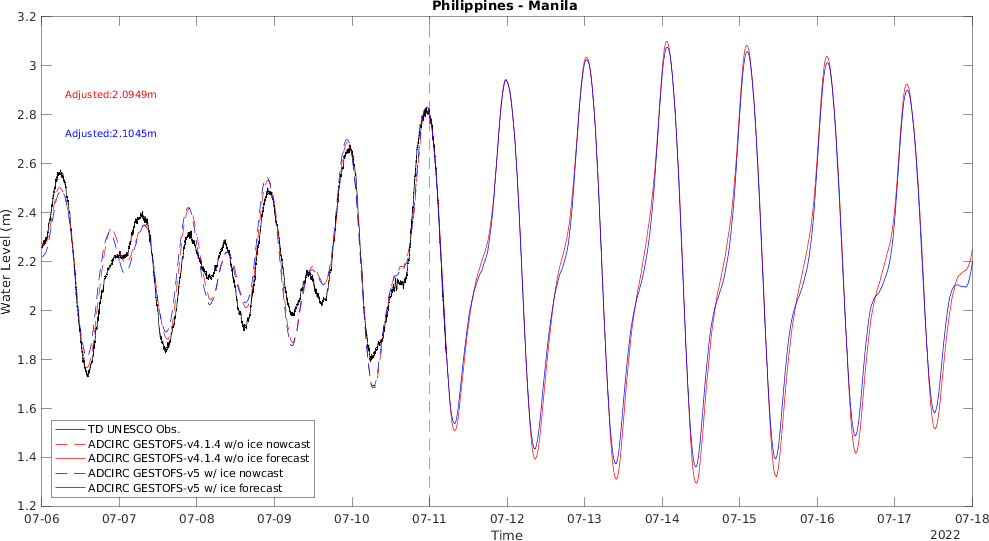 Philippines - Manila
3.2
3
2.8
2.6
2.4
2.2
2
1.8
1.6
1.4
1.2
Water Level (m)
Adjusted:2.0949m
Adjusted:2.1045m
TD UNESCO Obs.
ADCIRC GESTOFS-v4.1.4 w/o ice nowcast
ADCIRC GESTOFS-v4.1.4 w/o ice forecast
ADCIRC GESTOFS-v5 w/ ice nowcast
ADCIRC GESTOFS-v5 w/ ice forecast
07-06 07-07 07-08 07-09 07-10 07-11 07-12 07-13 07-14 07-15 07-16 07-17 07-18
Time
2022